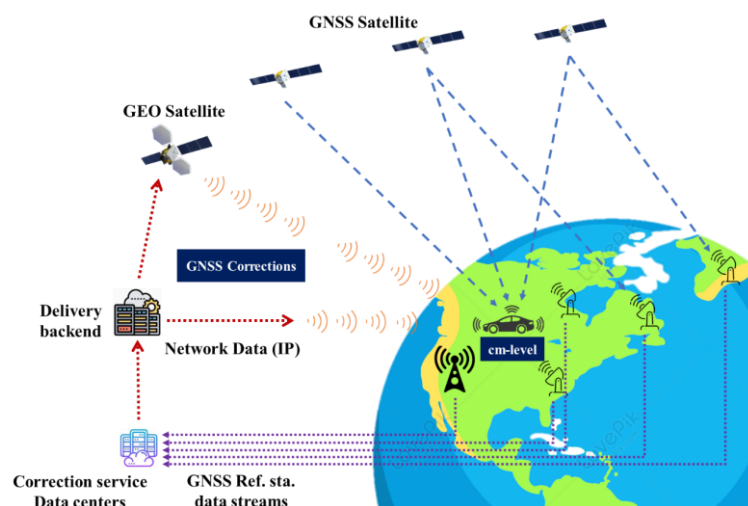 GNSS Satellite
GEO Satellite
GNSS Corrections
Delivery
backend
Network Data (IP)
cm-level
Correction service
Data centers
GNSS Ref. sta.
data streams